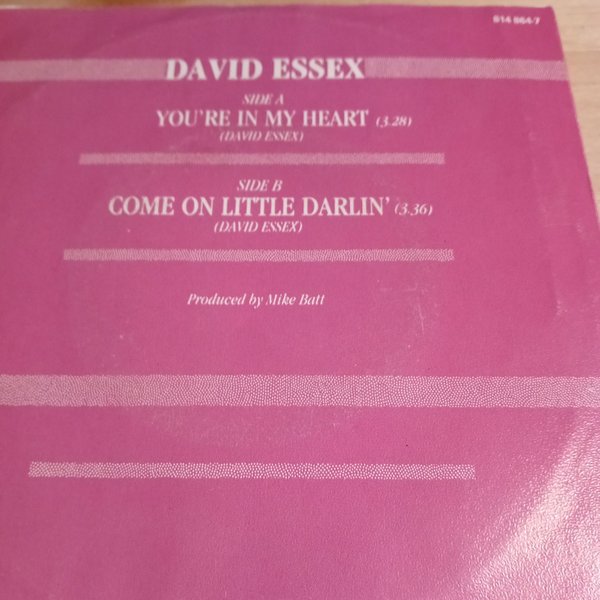 814 864-7
DAVID ESSEX
SIDE A
YOU'RE IN MY HEART (3.28)
(DAVID ESSEX)
SIDE B
COME ON LITTLE DARLIN' (3.36)
(DAVID ESSEX)
Produced by Mike Batt